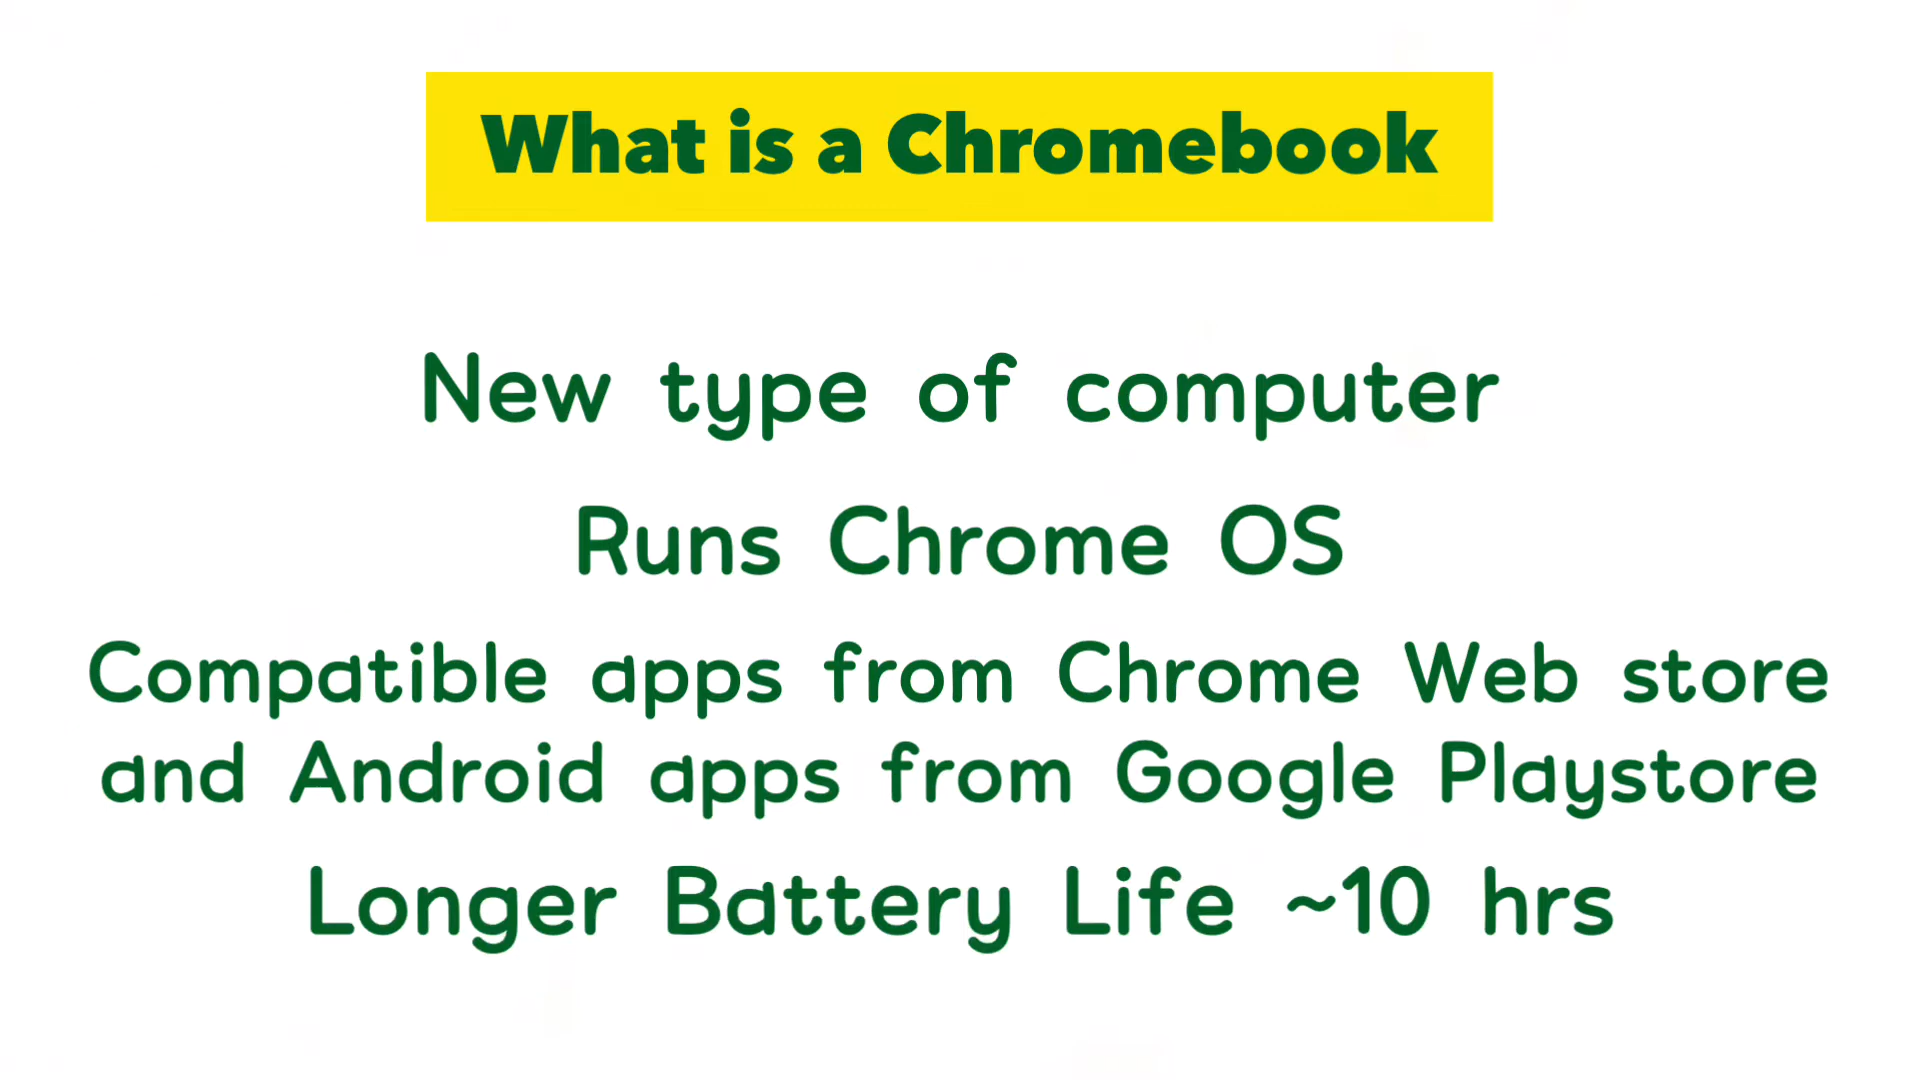 What is a Chromebook
New type of computer
Runs Chrome OS
Compatible apps from Chrome Web store
and Android apps from Google Playstore
Longer Battery Life ~10 hrs